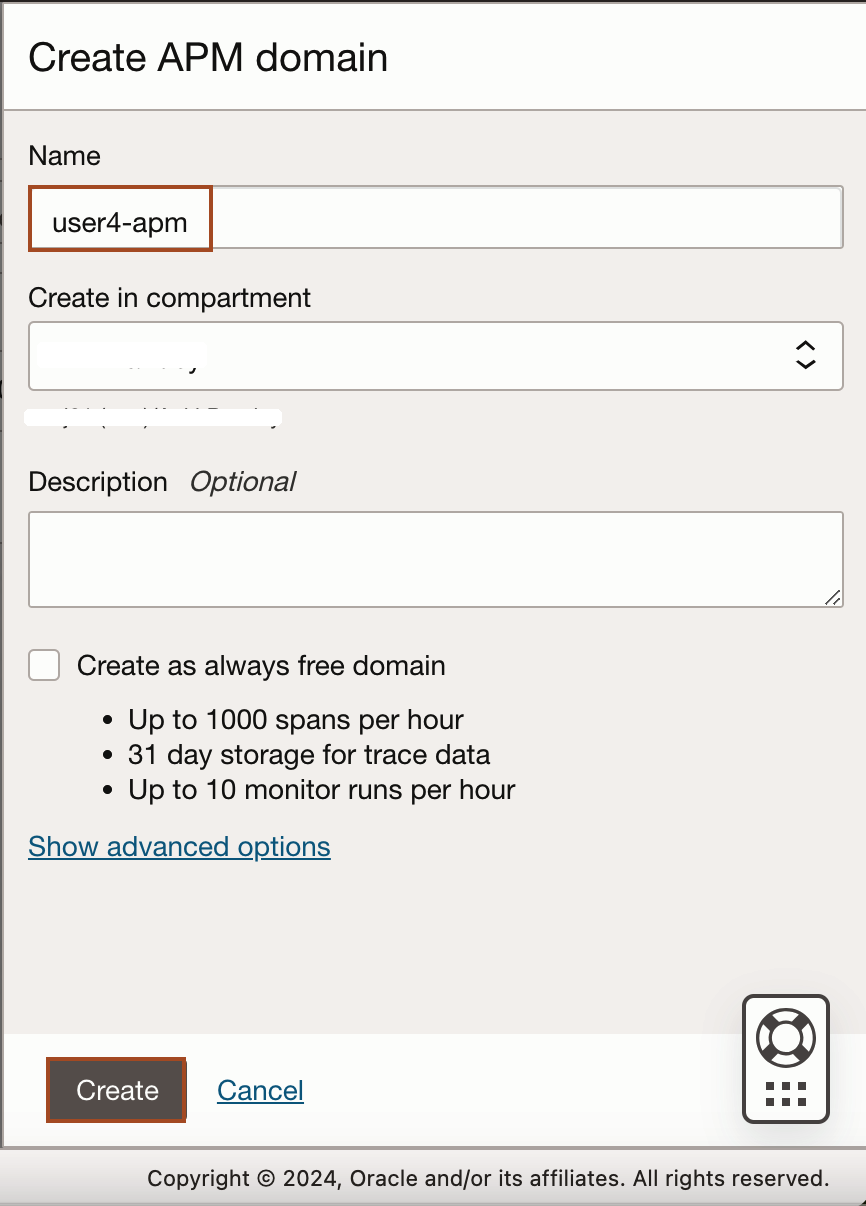 Create APM domain
Name
user4-apm
Create in compartment
Description Optional
Create as always free domain
• Up to 1000 spans per hour
• 31 day storage for trace data
• Up to 10 monitor runs per hour
Show advanced options
Create Cancel
Copyright © 2024, Oracle and/or its affiliates. All rights reserved.